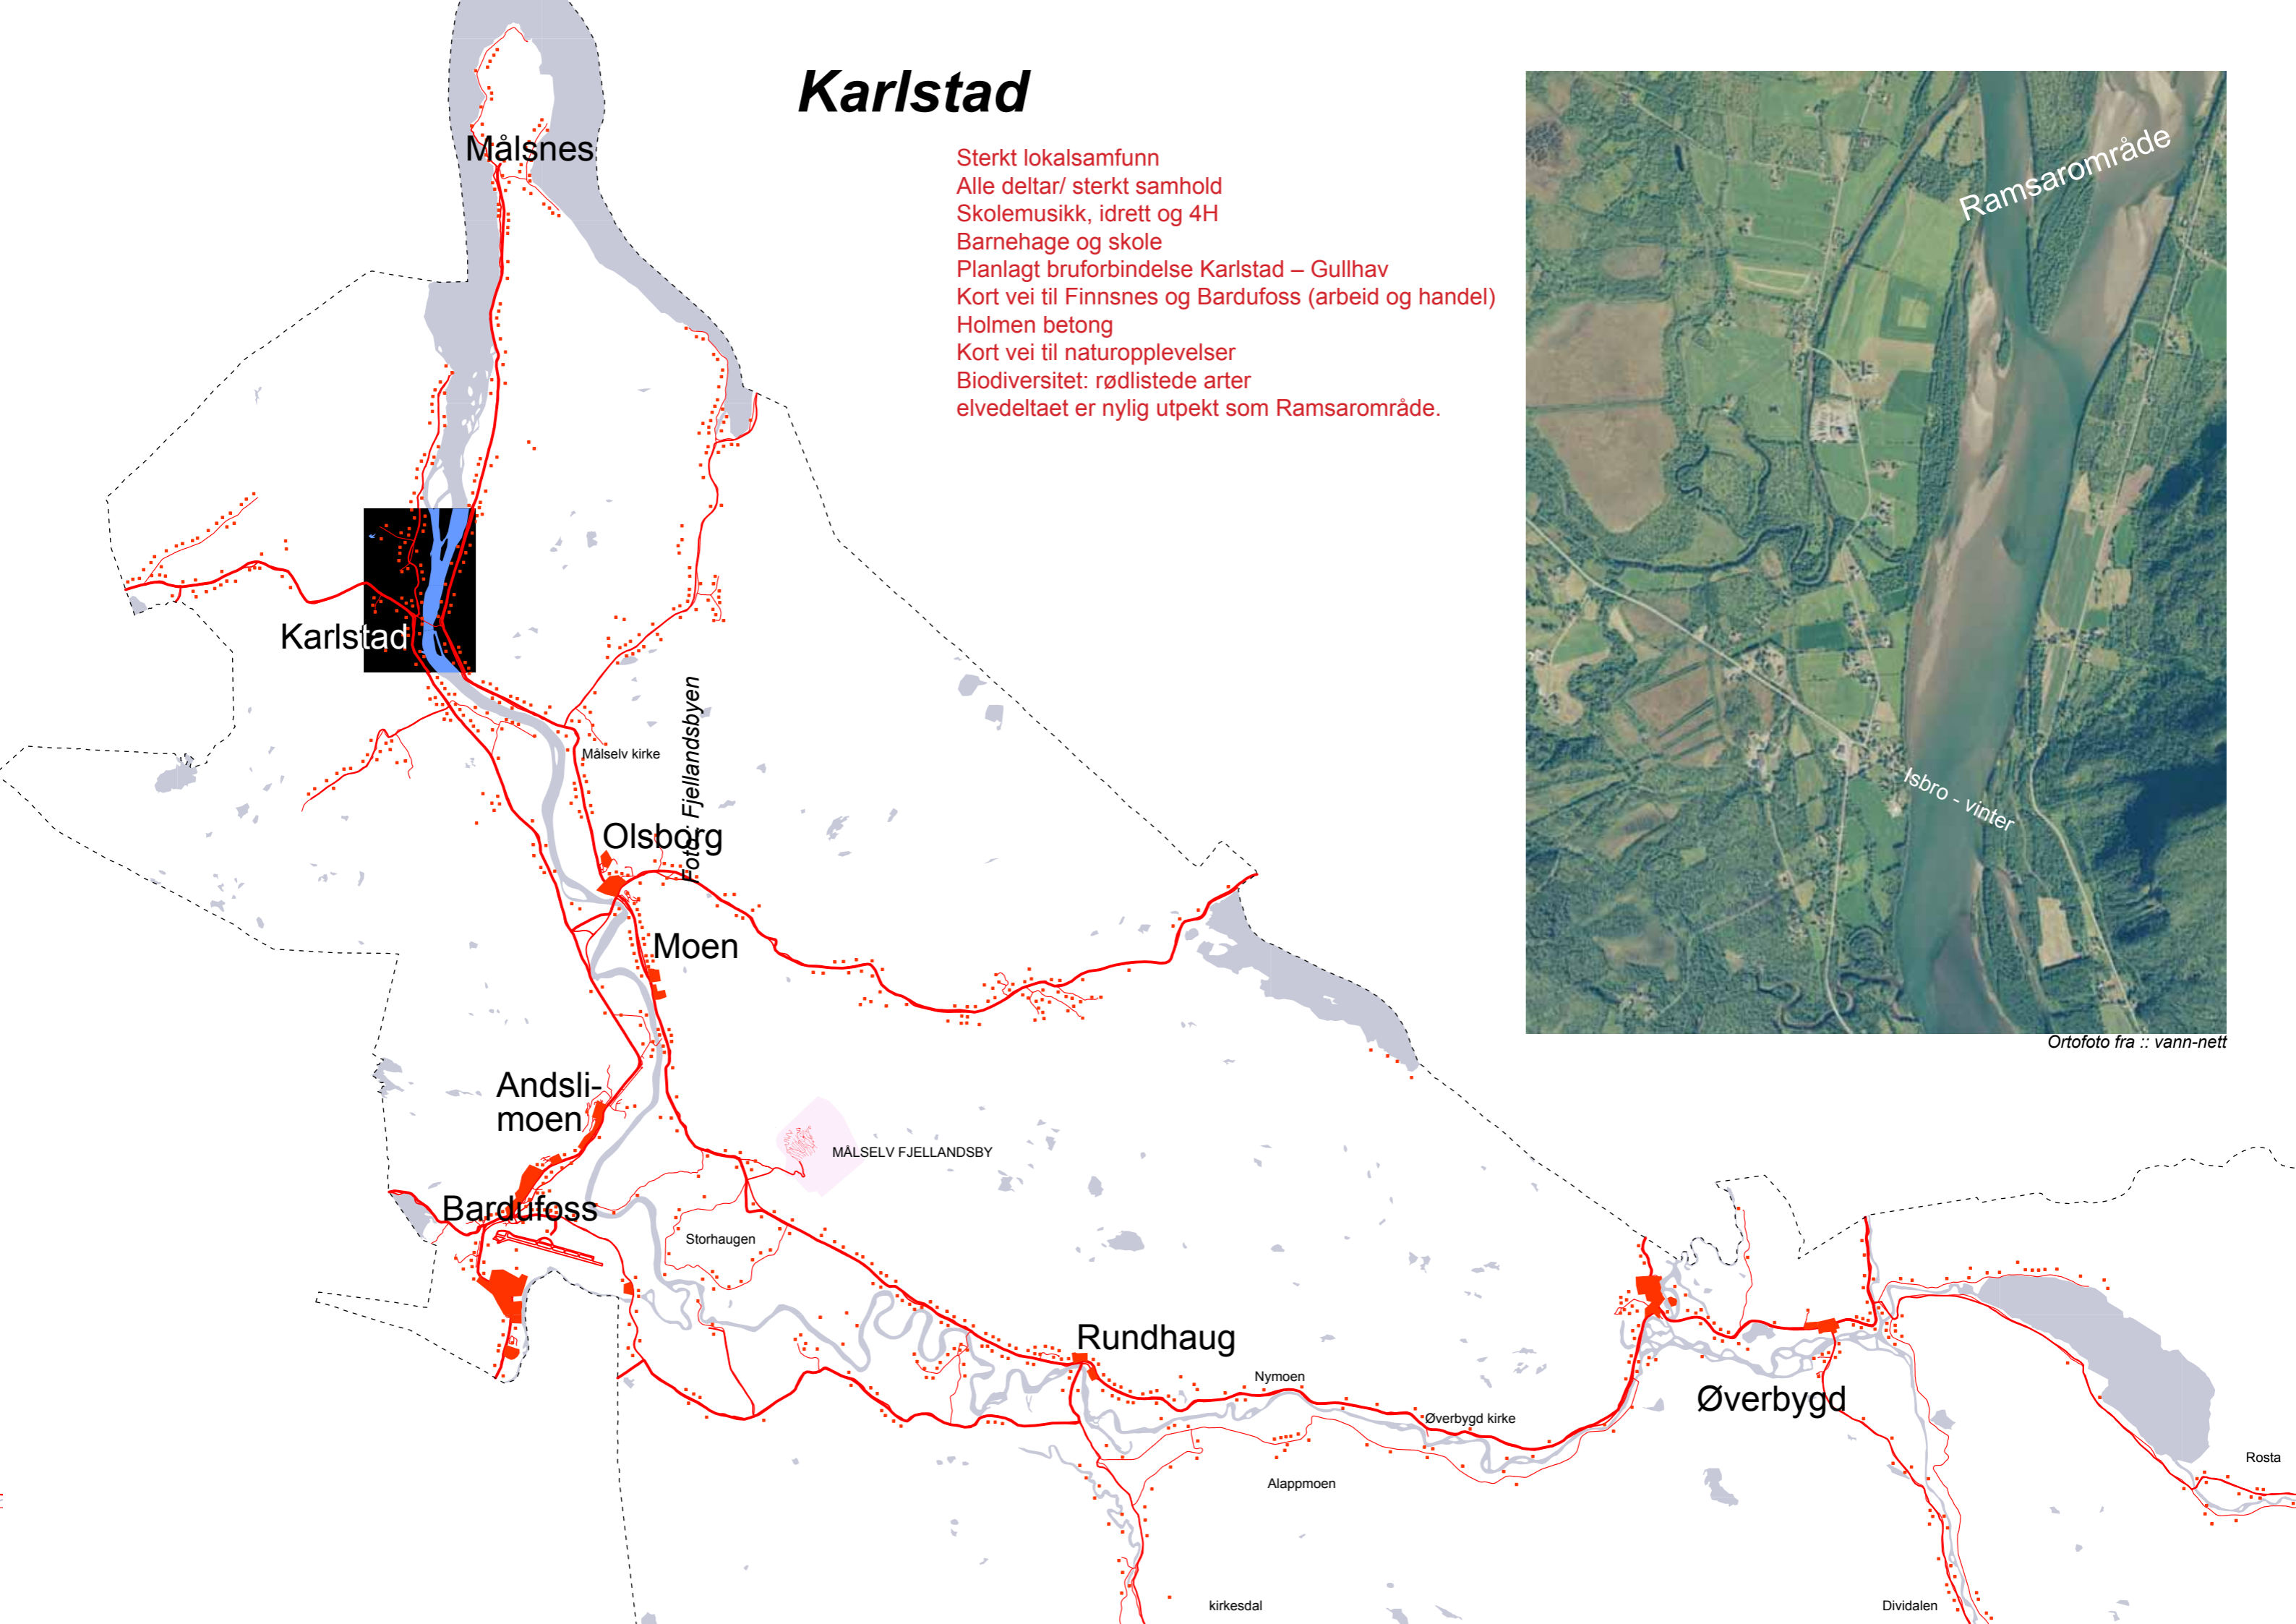 Karlstad
Sterkt lokalsamfunn
Alle deltar/ sterkt samhold
Skolemusikk, idrett og 4H
Barnehage og skole
Planlagt bruforbindelse Karlstad – Gullhav
Kort vei til Finnsnes og Bardufoss (arbeid og handel)
Holmen betong
Kort vei til naturopplevelser
Biodiversitet: rødlistede arter
elvedeltaet er nylig utpekt som Ramsarområde.
Ramsarområde
Isbro - vinter
Ortofoto fra :: vann-nett
Målsnes
Karlstad
Målselv kirke
Foto: Fjellandsbyen
Olsborg
Moen
Andsli-
moen
MÅLSELV FJELLANDSBY
Bardufoss
Storhaugen
Rundhaug
Nymoen
Øverbygd kirke
Øverbygd
Alappmoen
Rosta
kirkesdal
Dividalen